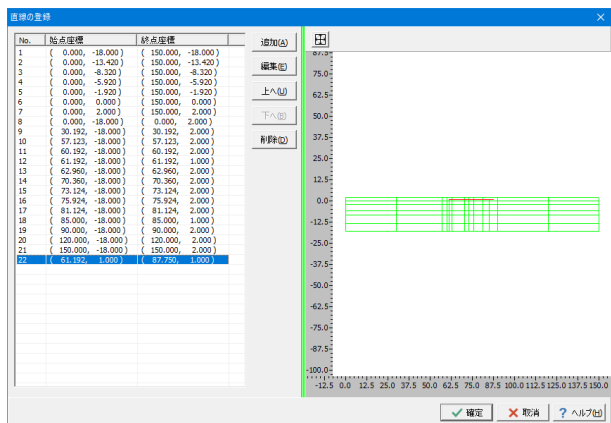 直線の登録
No. 始点座標 終点座標
1 ( 0.000, -18.000 ) ( 150.000, -18.000 )
2 ( 0.000, -13.420 ) ( 150.000, -13.420 )
3 ( 0.000, -8.320 ) ( 150.000, -8.320 )
4 ( 0.000, -5.920 ) ( 150.000, -5.920 )
5 ( 0.000, -1.920 ) ( 150.000, -1.920 )
6 ( 0.000, 0.000 ) ( 150.000, 0.000 )
7 ( 0.000, 2.000 ) ( 150.000, 2.000 )
8 ( 0.000, -18.000 ) ( 0.000, 2.000 )
9 ( 30.192, -18.000 ) ( 30.192, 2.000 )
10 ( 57.123, -18.000 ) ( 57.123, 2.000 )
11 ( 60.192, -18.000 ) ( 60.192, 2.000 )
12 ( 61.192, -18.000 ) ( 61.192, 1.000 )
13 ( 62.960, -18.000 ) ( 62.960, 2.000 )
14 ( 70.360, -18.000 ) ( 70.360, 2.000 )
15 ( 73.124, -18.000 ) ( 73.124, 2.000 )
16 ( 75.924, -18.000 ) ( 75.924, 2.000 )
17 ( 81.124, -18.000 ) ( 81.124, 2.000 )
18 ( 85.000, -18.000 ) ( 85.000, 1.000 )
19 ( 90.000, -18.000 ) ( 90.000, 2.000 )
20 ( 120.000, -18.000 ) ( 120.000, 2.000 )
21 ( 150.000, -18.000 ) ( 150.000, 2.000 )
22 ( 61.192, 1.000 ) ( 87.750, 1.000 )
追加(A)
編集(E)
上へ(U)
下へ(B)
削除(D)
87.5
75.0
62.5
50.0
37.5
25.0
12.5
0.0
-12.5
-25.0
-37.5
-50.0
-62.5
-75.0
-87.5
-100.0
-12.5 0.0 12.5 25.0 37.5 50.0 62.5 75.0 87.5 100.0 112.5 125.0 137.5 150.0
確定 取消 ? ヘルプ(H)